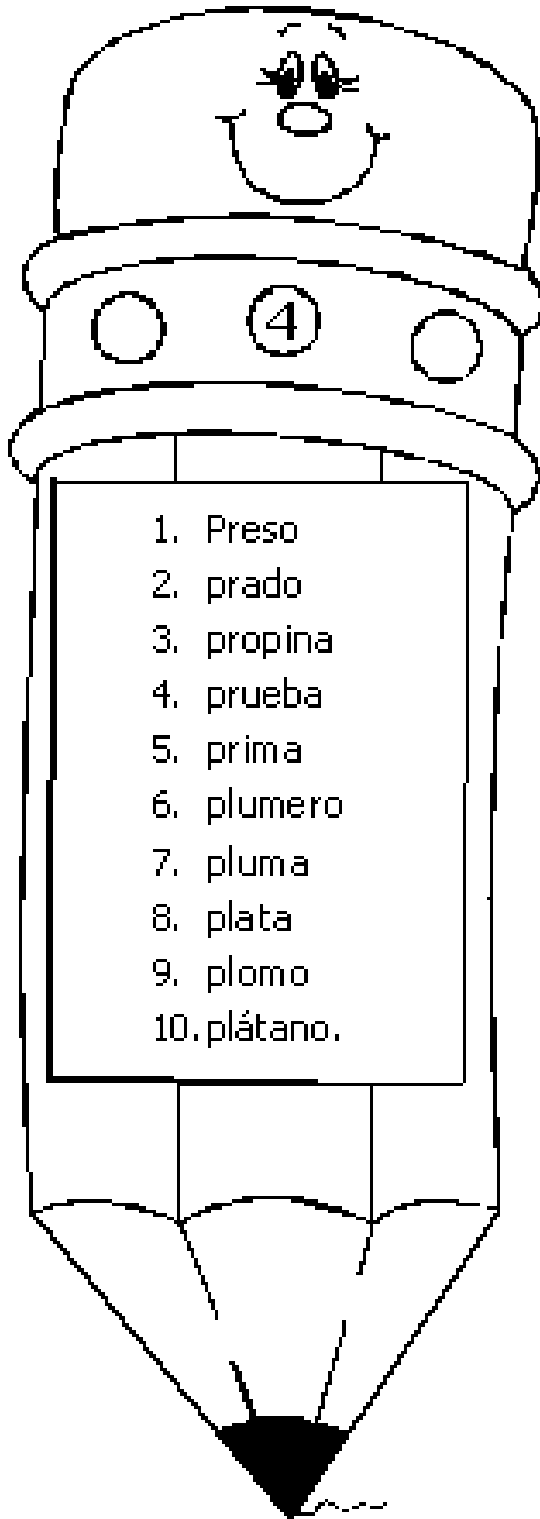 4
1. Preso
2. prado
3. propina
4. prueba
5. prima
6. plumero
7. pluma
8. plata
9. plomo
10. plátano.